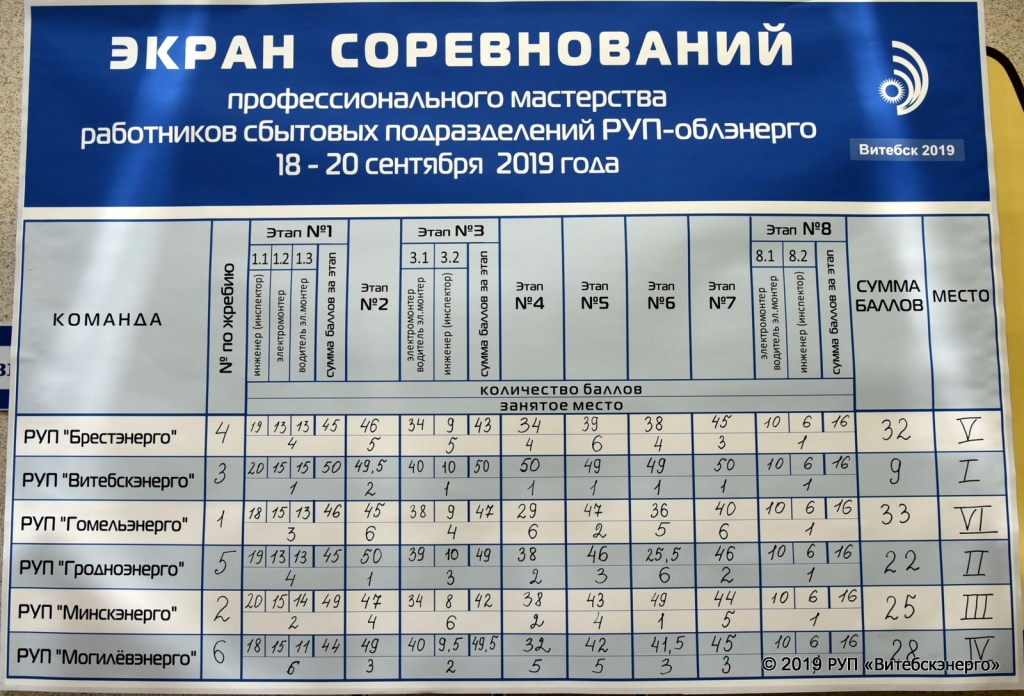 ЭКРАН СОРЕВНОВАНИЙ
профессионального мастерства
работников сбытовых подразделений РУП-облэнерго
18 - 20 сентября 2019 года
Витебск 2019
КОМАНДА
№ по жребию
Этап №1
1.1 1.2 1.3
инженер (инспектор)
электромонтер
водитель эл.монтер
сумма баллов за этап
Этап №2
Этап №3
3.1 3.2
электромонтер водитель эл.монтер
инженер (инспектор)
сумма баллов за этап
Этап №4
Этап №5
Этап №6
Этап №7
Этап №8
8.1 8.2
электромонтер водитель эл.монтер
инженер (инспектор)
сумма баллов за этап
СУММА БАЛЛОВ
МЕСТО
количество баллов
занятое место
РУП "Брестэнерго" 4 19 13 13 45 46 34 9 43 34 39 38 45 10 6 16 32 V
4 5 5 4 6 4 3 1
РУП "Витебскэнерго" 3 20 15 15 50 49,5 40 10 50 50 49 49 50 10 6 16 9 I
1 2 1 1 1 1 1 1
РУП "Гомельэнерго" 1 18 15 13 46 45 38 9 47 29 47 36 40 10 6 16 33 VI
3 6 4 6 2 5 6 1
РУП "Гродноэнерго" 5 19 13 13 45 50 39 10 49 38 46 25,5 46 10 6 16 22 II
4 1 3 2 3 6 2 1
РУП "Минскэнерго" 2 20 15 14 49 47 34 8 42 38 43 49 44 10 6 16 25 III
2 4 6 2 4 1 5 1
РУП "Могилёвэнерго" 6 18 15 11 44 49 40 9,5 49,5 32 42 41,5 45 10 6 16 28 IV
6 3 2 5 5 3 3
© 2019 РУП «Витебскэнерго»